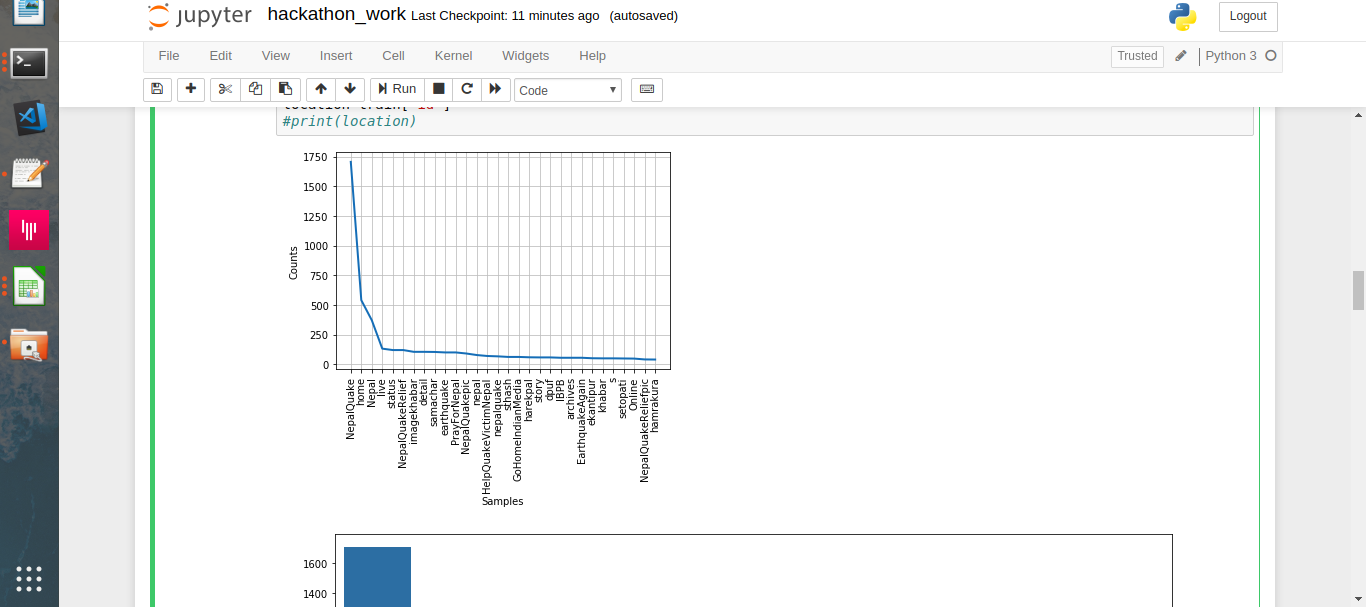 jupyter hackathon_work Last Checkpoint: 11 minutes ago (autosaved)
Logout
File Edit View Insert Cell Kernel Widgets Help
Trusted Python 3
Run Code
#print(location)
1750
1500
1250
1000
750
500
250
0
Counts
NepalQuake
home
Nepal
live
status
NepalQuakeRelief
imagekhabar
detail
samachar
earthquake
PrayForNepal
NepalQuakepic
nepal
HelpQuakeVictimNepal
nepalquake
sthash
GoHomeIndianMedia
harekpal
story
dpuf
IBPB
archives
EarthquakeAgain
ekantipur
khabar
s
setopati
Online
NepalQuakeReliefpic
hamrakura
Samples
1600
1400